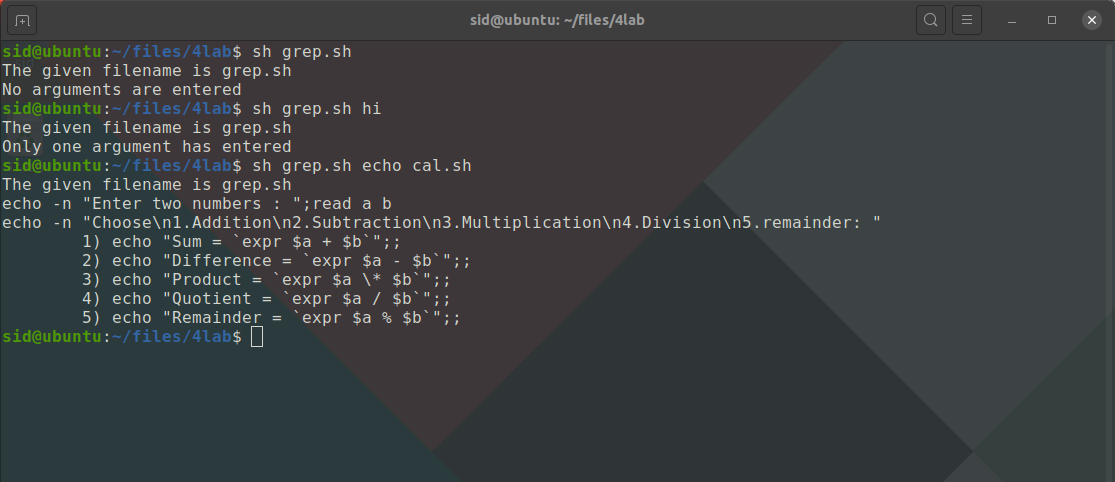 sid@ubuntu: ~/files/4lab
sid@ubuntu:~/files/4lab$ sh grep.sh
The given filename is grep.sh
No arguments are entered
sid@ubuntu:~/files/4lab$ sh grep.sh hi
The given filename is grep.sh
Only one argument has entered
sid@ubuntu:~/files/4lab$ sh grep.sh echo cal.sh
The given filename is grep.sh
echo -n "Enter two numbers : ";read a b
echo -n "Choose\n1.Addition\n2.Subtraction\n3.Multiplication\n4.Division\n5.remainder: "
        1) echo "Sum = `expr $a + $b`";;
        2) echo "Difference = `expr $a - $b`";;
        3) echo "Product = `expr $a \* $b`";;
        4) echo "Quotient = `expr $a / $b`";;
        5) echo "Remainder = `expr $a % $b`";;
sid@ubuntu:~/files/4lab$